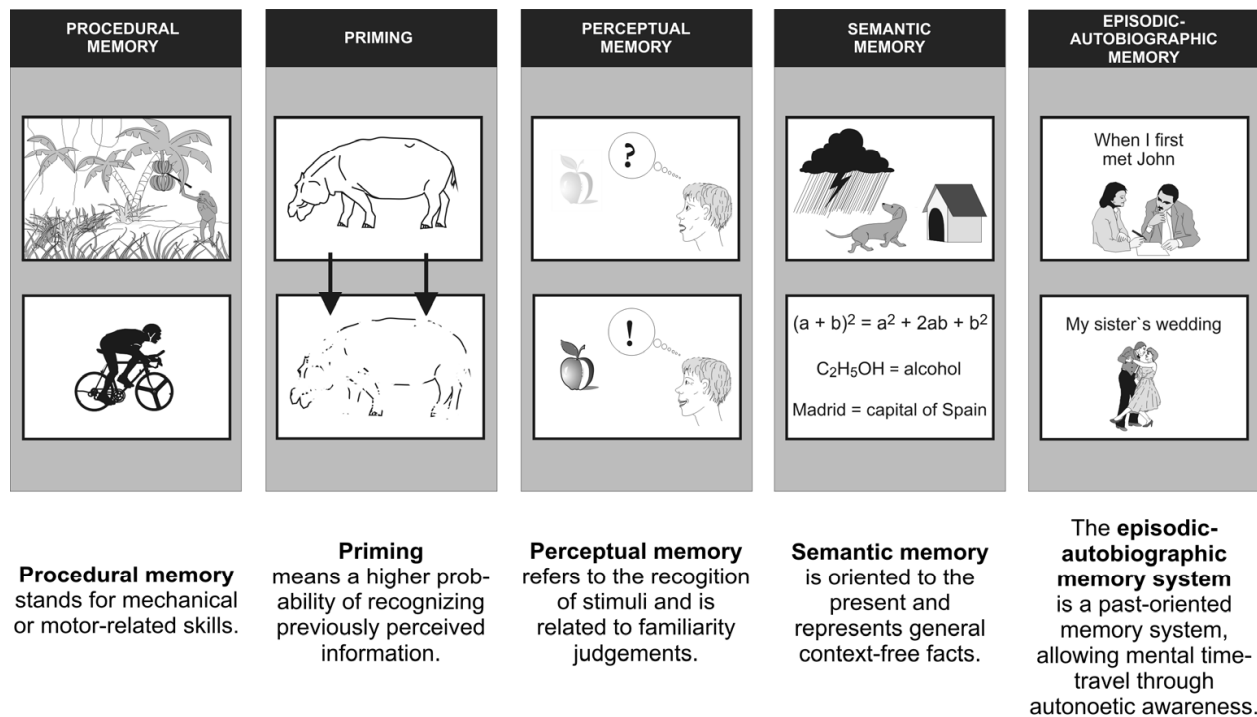 PROCEDURAL
MEMORY
PRIMING
PERCEPTUAL
MEMORY
SEMANTIC
MEMORY
EPISODIC-
AUTOBIOGRAPHIC
MEMORY
?
!
(a + b)² = a² + 2ab + b²
C₂H₅OH = alcohol
Madrid = capital of Spain
When I first
met John
My sister`s wedding
Procedural memory
stands for mechanical
or motor-related skills.
Priming
means a higher prob-
ability of recognizing
previously perceived
information.
Perceptual memory
refers to the recogition
of stimuli and is
related to familiarity
judgements.
Semantic memory
is oriented to the
present and
represents general
context-free facts.
The episodic-
autobiographic
memory system
is a past-oriented
memory system,
allowing mental time-
travel through
autonoetic awareness.